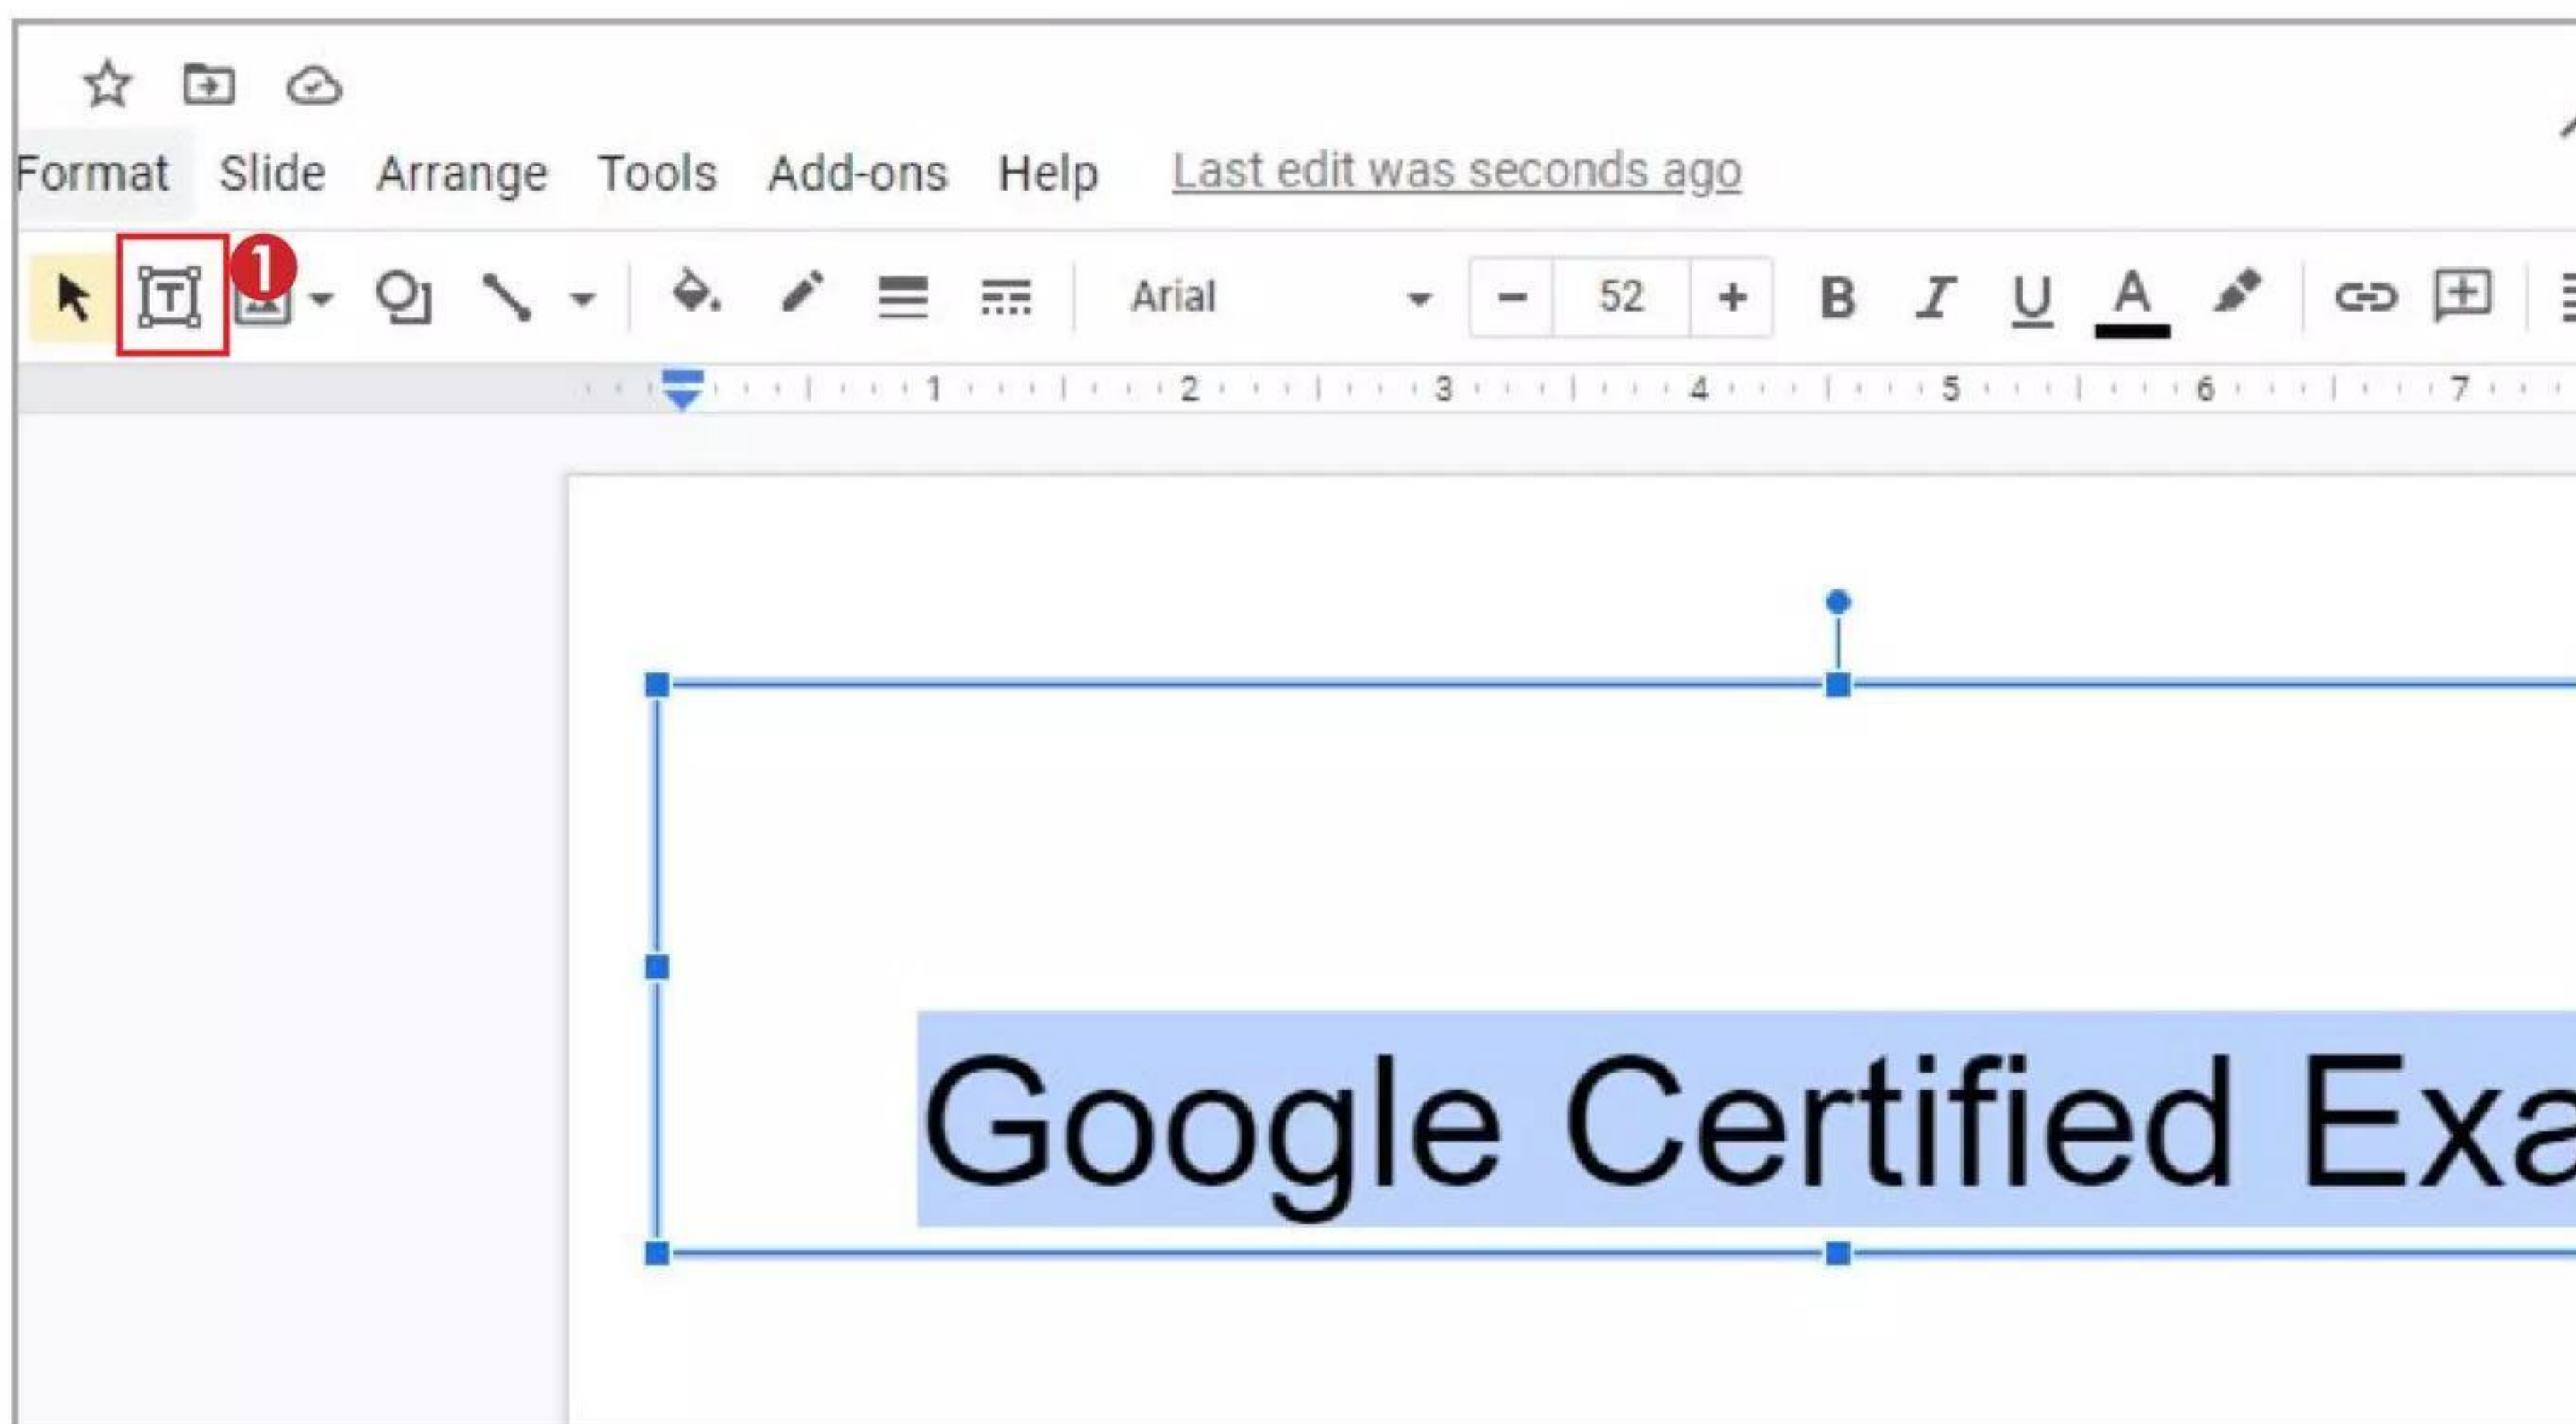 Format Slide Arrange Tools Add-ons Help Last edit was seconds ago
1
Arial 52 B I U A
1 2 3 4 5 6 7
Google Certified Exa